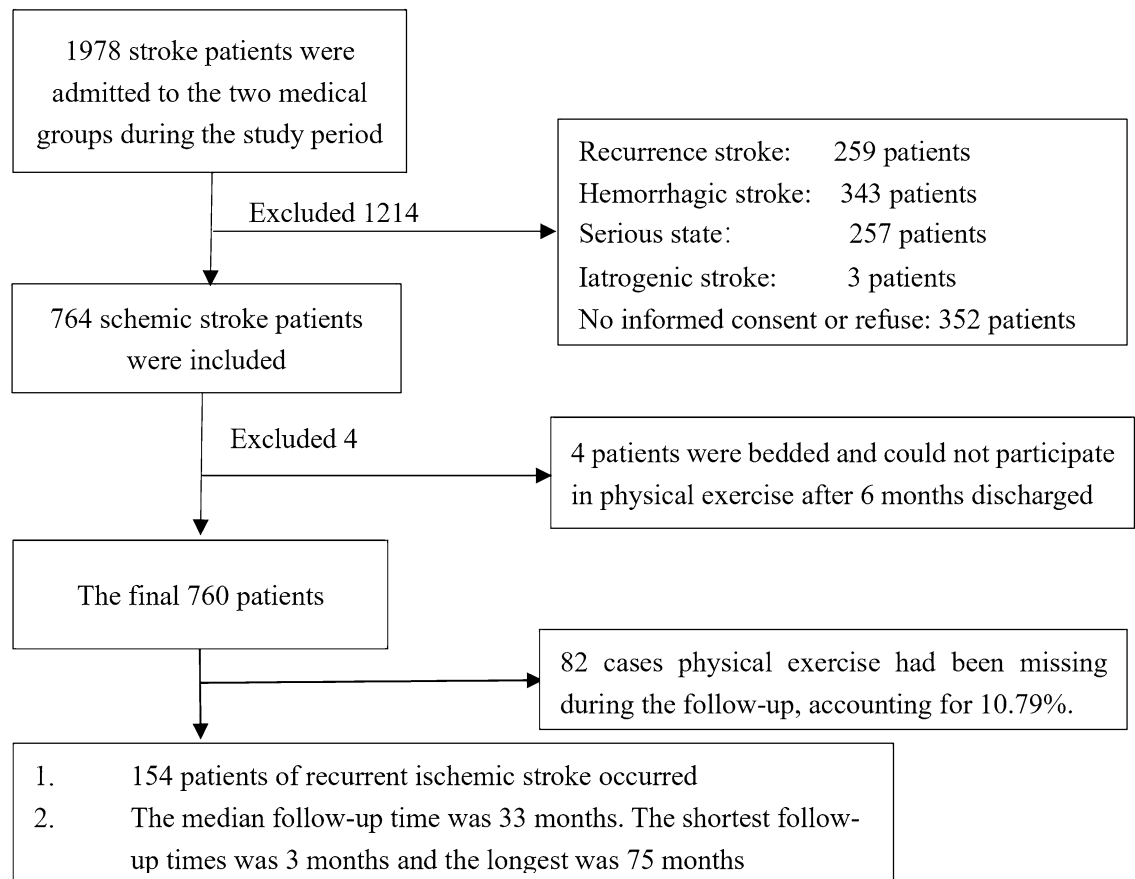 1978 stroke patients were
admitted to the two medical
groups during the study period
Excluded 1214
Recurrence stroke: 259 patients
Hemorrhagic stroke: 343 patients
Serious state： 257 patients
Iatrogenic stroke: 3 patients
No informed consent or refuse: 352 patients
764 schemic stroke patients
were included
Excluded 4
4 patients were bedded and could not participate
in physical exercise after 6 months discharged
The final 760 patients
82 cases physical exercise had been missing
during the follow-up, accounting for 10.79%.
1. 154 patients of recurrent ischemic stroke occurred
2. The median follow-up time was 33 months. The shortest follow-
up times was 3 months and the longest was 75 months